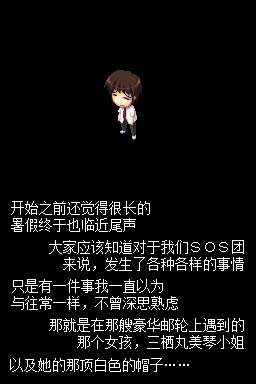 开始之前还觉得很长的
暑假终于也临近尾声
大家应该知道对于我们ＳＯＳ团
来说，发生了各种各样的事情
只是有一件事我一直以为
与往常一样，不曾深思熟虑
那就是在那艘豪华邮轮上遇到的
那个女孩，三栖丸美琴小姐
以及她的那顶白色的帽子……